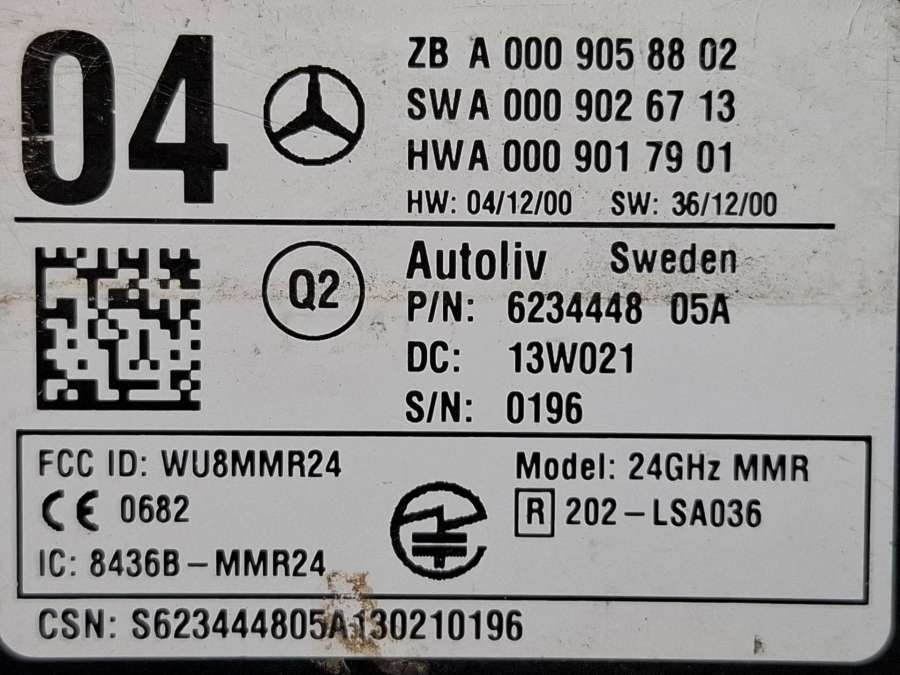 04
ZB A 000 905 88 02
SW A 000 902 67 13
HW A 000 901 79 01
HW: 04/12/00 SW: 36/12/00
Q2
Autoliv Sweden
P/N: 6234448 05A
DC: 13W021
S/N: 0196
FCC ID: WU8MMR24
CE 0682
IC: 8436B-MMR24
Model: 24GHz MMR
R 202-LSA036
CSN: S623444805A130210196